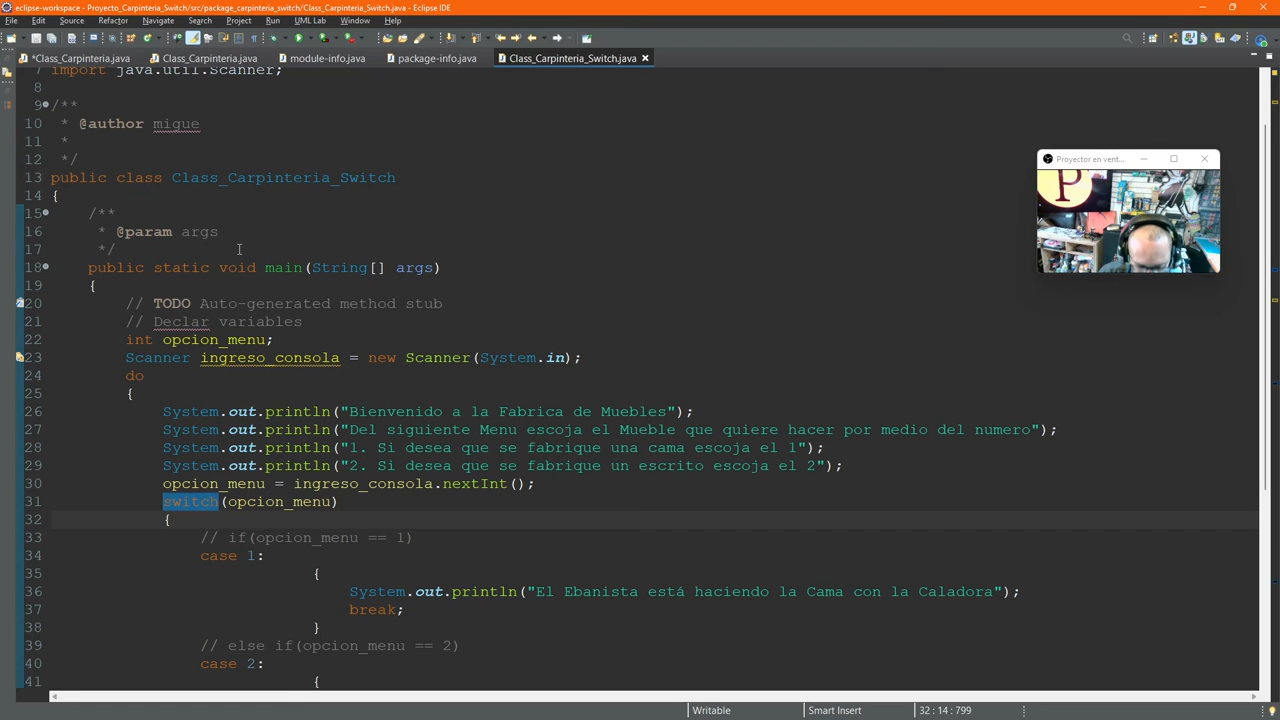 eclipse-workspace - Proyecto_Carpinteria_Switch/src/package_carpinteria_switch/Class_Carpinteria_Switch.java - Eclipse IDE
File Edit Source Refactor Navigate Search Project Run UML Lab Window Help
*Class_Carpinteria.java Class_Carpinteria.java module-info.java package-info.java Class_Carpinteria_Switch.java
7 import java.util.Scanner;
8
9 /**
10 * @author migue
11 *
12 */
13 public class Class_Carpinteria_Switch
14 {
15 /**
16 * @param args
17 */
18 public static void main(String[] args)
19 {
20 // TODO Auto-generated method stub
21 // Declar variables
22 int opcion_menu;
23 Scanner ingreso_consola = new Scanner(System.in);
24 do
25 {
26 System.out.println("Bienvenido a la Fabrica de Muebles");
27 System.out.println("Del siguiente Menu escoja el Mueble que quiere hacer por medio del numero");
28 System.out.println("1. Si desea que se fabrique una cama escoja el 1");
29 System.out.println("2. Si desea que se fabrique un escrito escoja el 2");
30 opcion_menu = ingreso_consola.nextInt();
31 switch(opcion_menu)
32 {
33 // if(opcion_menu == 1)
34 case 1:
35 {
36 System.out.println("El Ebanista está haciendo la Cama con la Caladora");
37 break;
38 }
39 // else if(opcion_menu == 2)
40 case 2:
41 {
Proyector en vent...
P
Writable Smart Insert 32 : 14 : 799